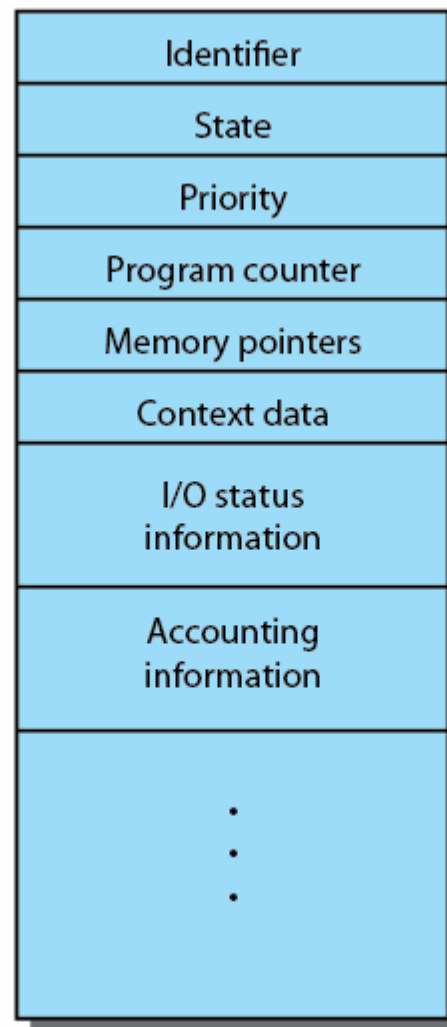 Identifier
State
Priority
Program counter
Memory pointers
Context data
I/O status
information
Accounting
information
.
.
.